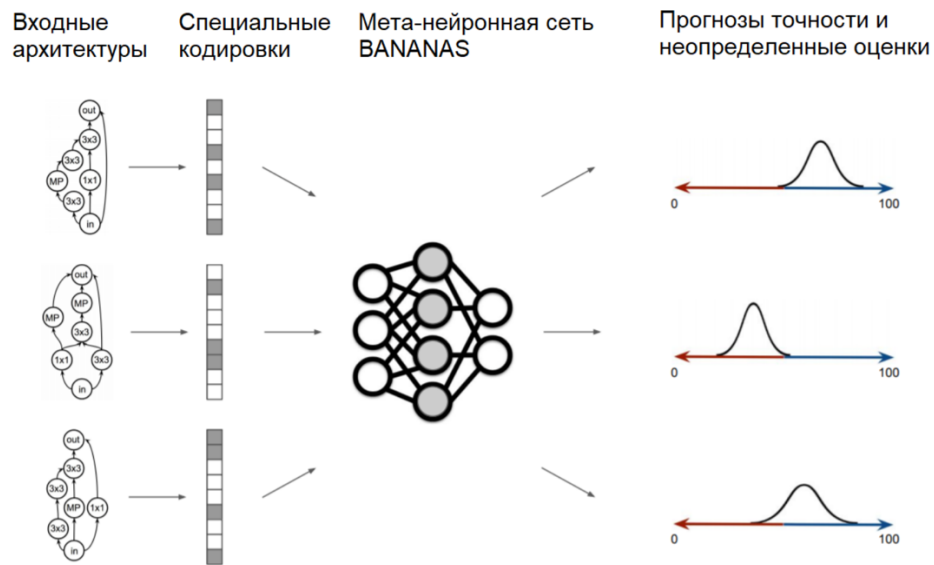 Входные
архитектуры
Специальные
кодировки
Мета-нейронная сеть
BANANAS
Прогнозы точности и
неопределенные оценки
out
3x3
3x3
MP
1x1
3x3
in
0
100
out
MP
MP
3x3
1x1
3x3
in
0
100
out
3x3
3x3
MP
1x1
3x3
in
0
100